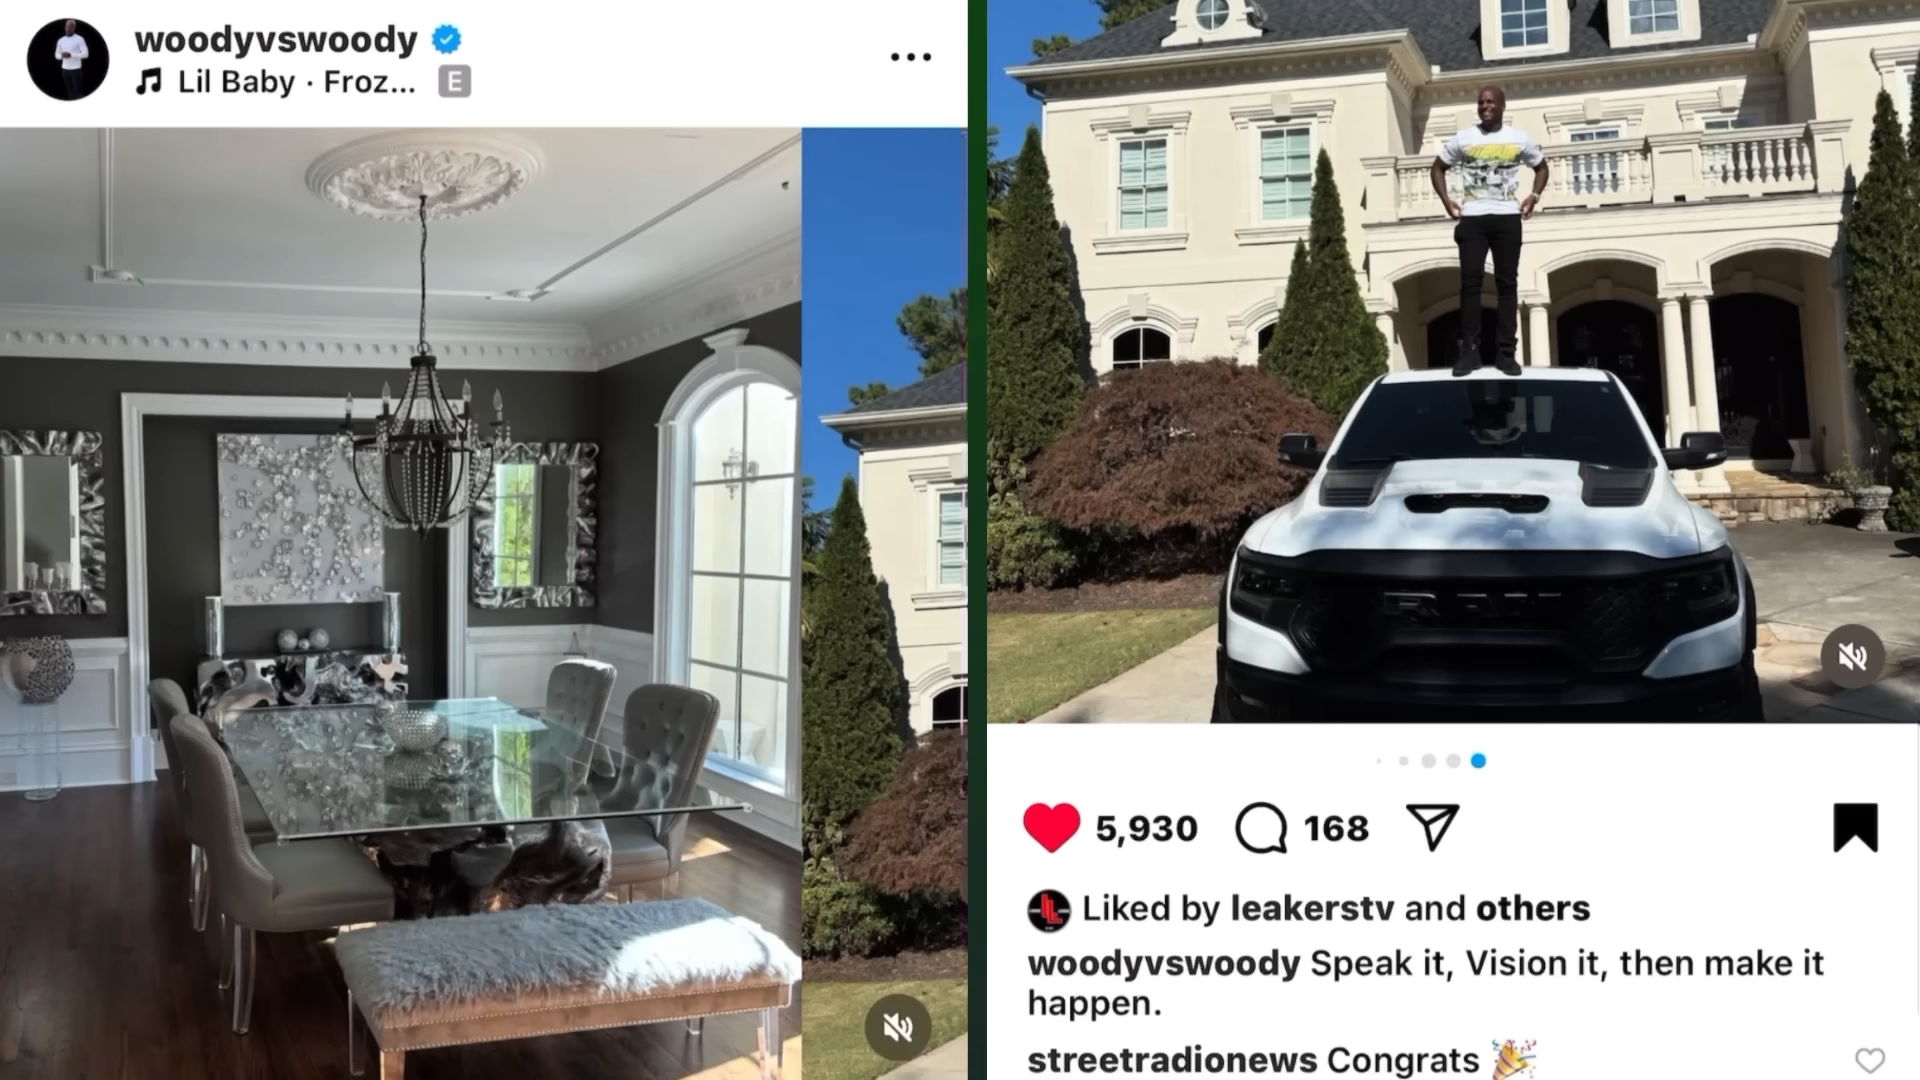 woodyvswoody
Lil Baby · Froz...
E
RAM
5,930
168
Liked by leakerstv and others
woodyvswoody Speak it, Vision it, then make it
happen.
streetradionews Congrats 🎉